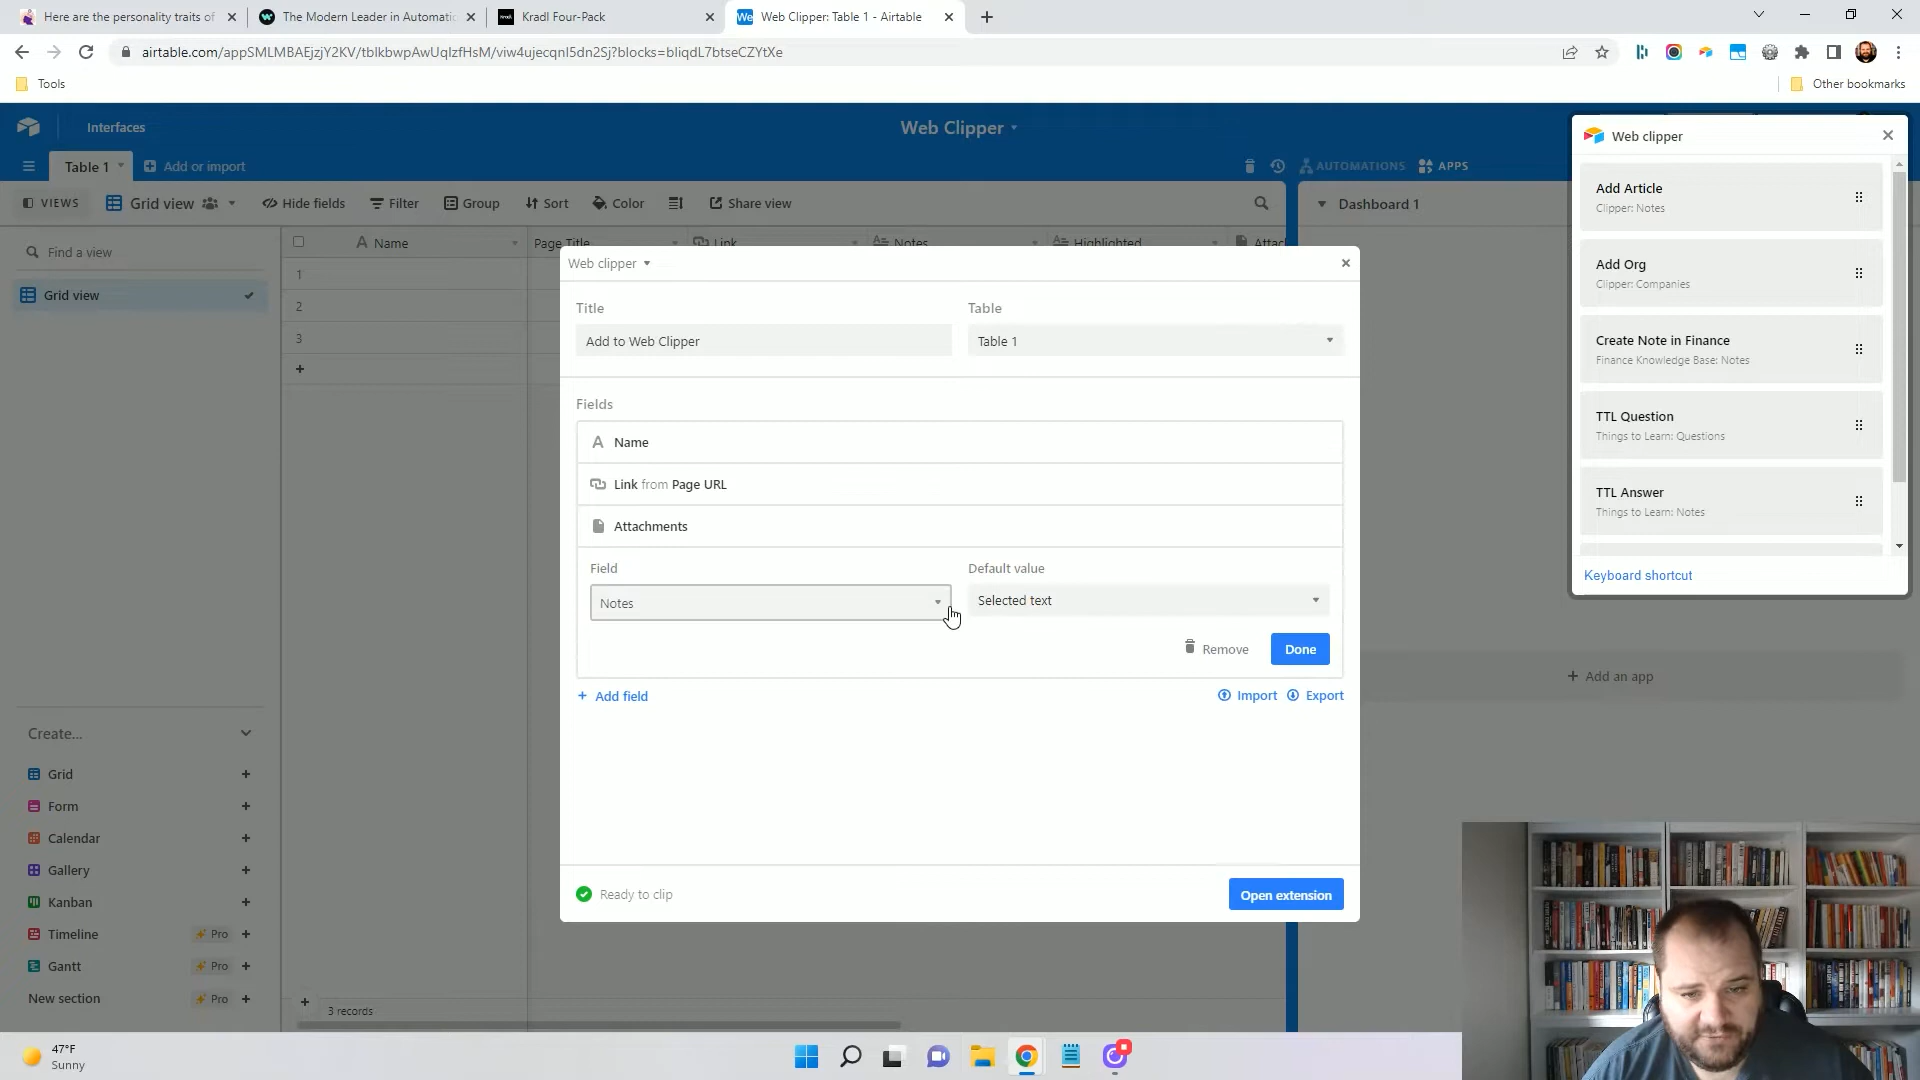 Here are the personality traits of
The Modern Leader in Automatic
Kradl Four-Pack
Web Clipper: Table 1 - Airtable
airtable.com/appSMLMBAEjzjY2KV/tblkbwpAwUqIzfHsM/viw4ujecqnI5dn2Sj?blocks=bliqdL7btseCZYtXe
Tools
Other bookmarks
Interfaces
Web Clipper
Table 1
Add or import
AUTOMATIONS
APPS
VIEWS
Grid view
Hide fields
Filter
Group
Sort
Color
Share view
Dashboard 1
Find a view
Grid view
Name
Page Title
Link
Notes
Highlighted
Attac
1
2
3
Web clipper
Title
Add to Web Clipper
Table
Table 1
Fields
Name
Link from Page URL
Attachments
Field
Notes
Default value
Selected text
Remove
Done
Add field
Import
Export
Ready to clip
Open extension
Web clipper
Add Article
Clipper: Notes
Add Org
Clipper: Companies
Create Note in Finance
Finance Knowledge Base: Notes
TTL Question
Things to Learn: Questions
TTL Answer
Things to Learn: Notes
Keyboard shortcut
Add an app
Create...
Grid
Form
Calendar
Gallery
Kanban
Timeline
Pro
Gantt
Pro
New section
Pro
3 records
47°F
Sunny